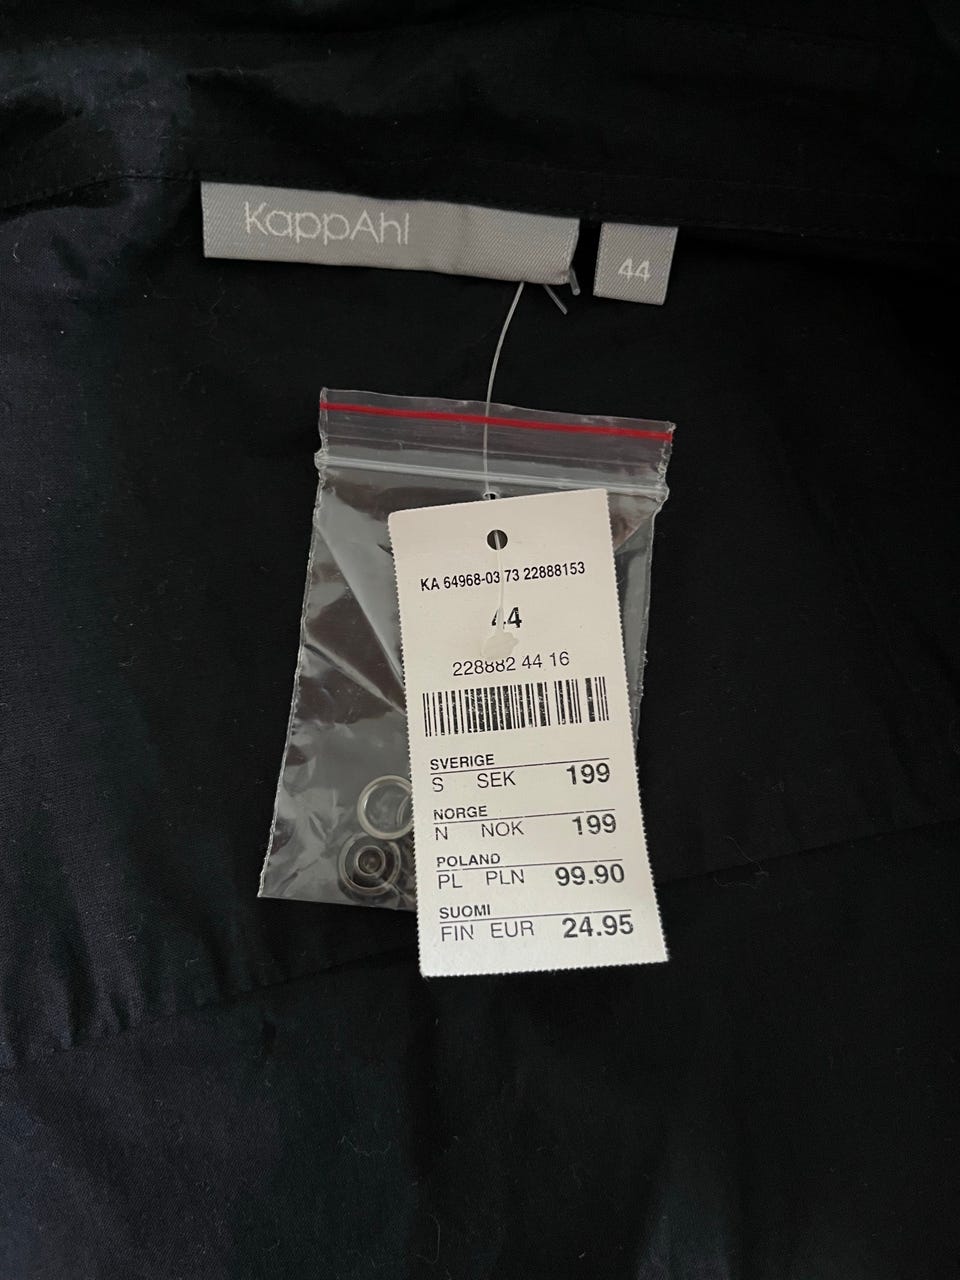 KappAhl
44
KA 64968-03 73 22888153
44
228882 44 16
SVERIGE
S SEK 199
NORGE
N NOK 199
POLAND
PL PLN 99.90
SUOMI
FIN EUR 24.95